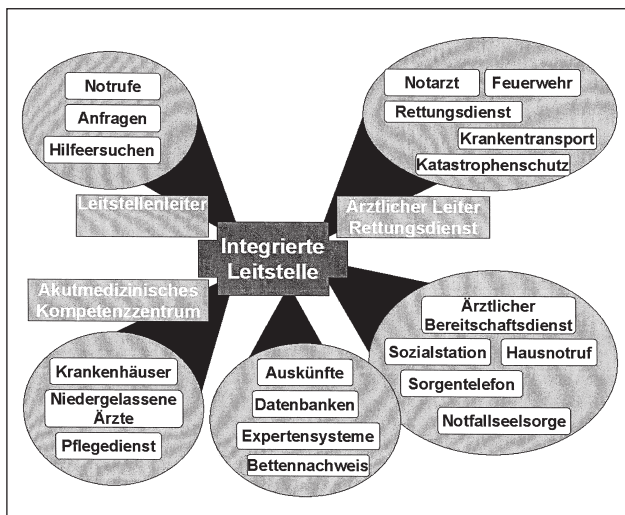 Notrufe
Anfragen
Hilfeersuchen
Notarzt
Feuerwehr
Rettungsdienst
Krankentransport
Katastrophenschutz
Leitstellenleiter
Ärztlicher Leiter
Rettungsdienst
Integrierte
Leitstelle
Akutmedizinisches
Kompetenzzentrum
Krankenhäuser
Niedergelassene
Ärzte
Pflegedienst
Auskünfte
Datenbanken
Expertensysteme
Bettennachweis
Ärztlicher
Bereitschaftsdienst
Sozialstation
Hausnotruf
Sorgentelefon
Notfallseelsorge